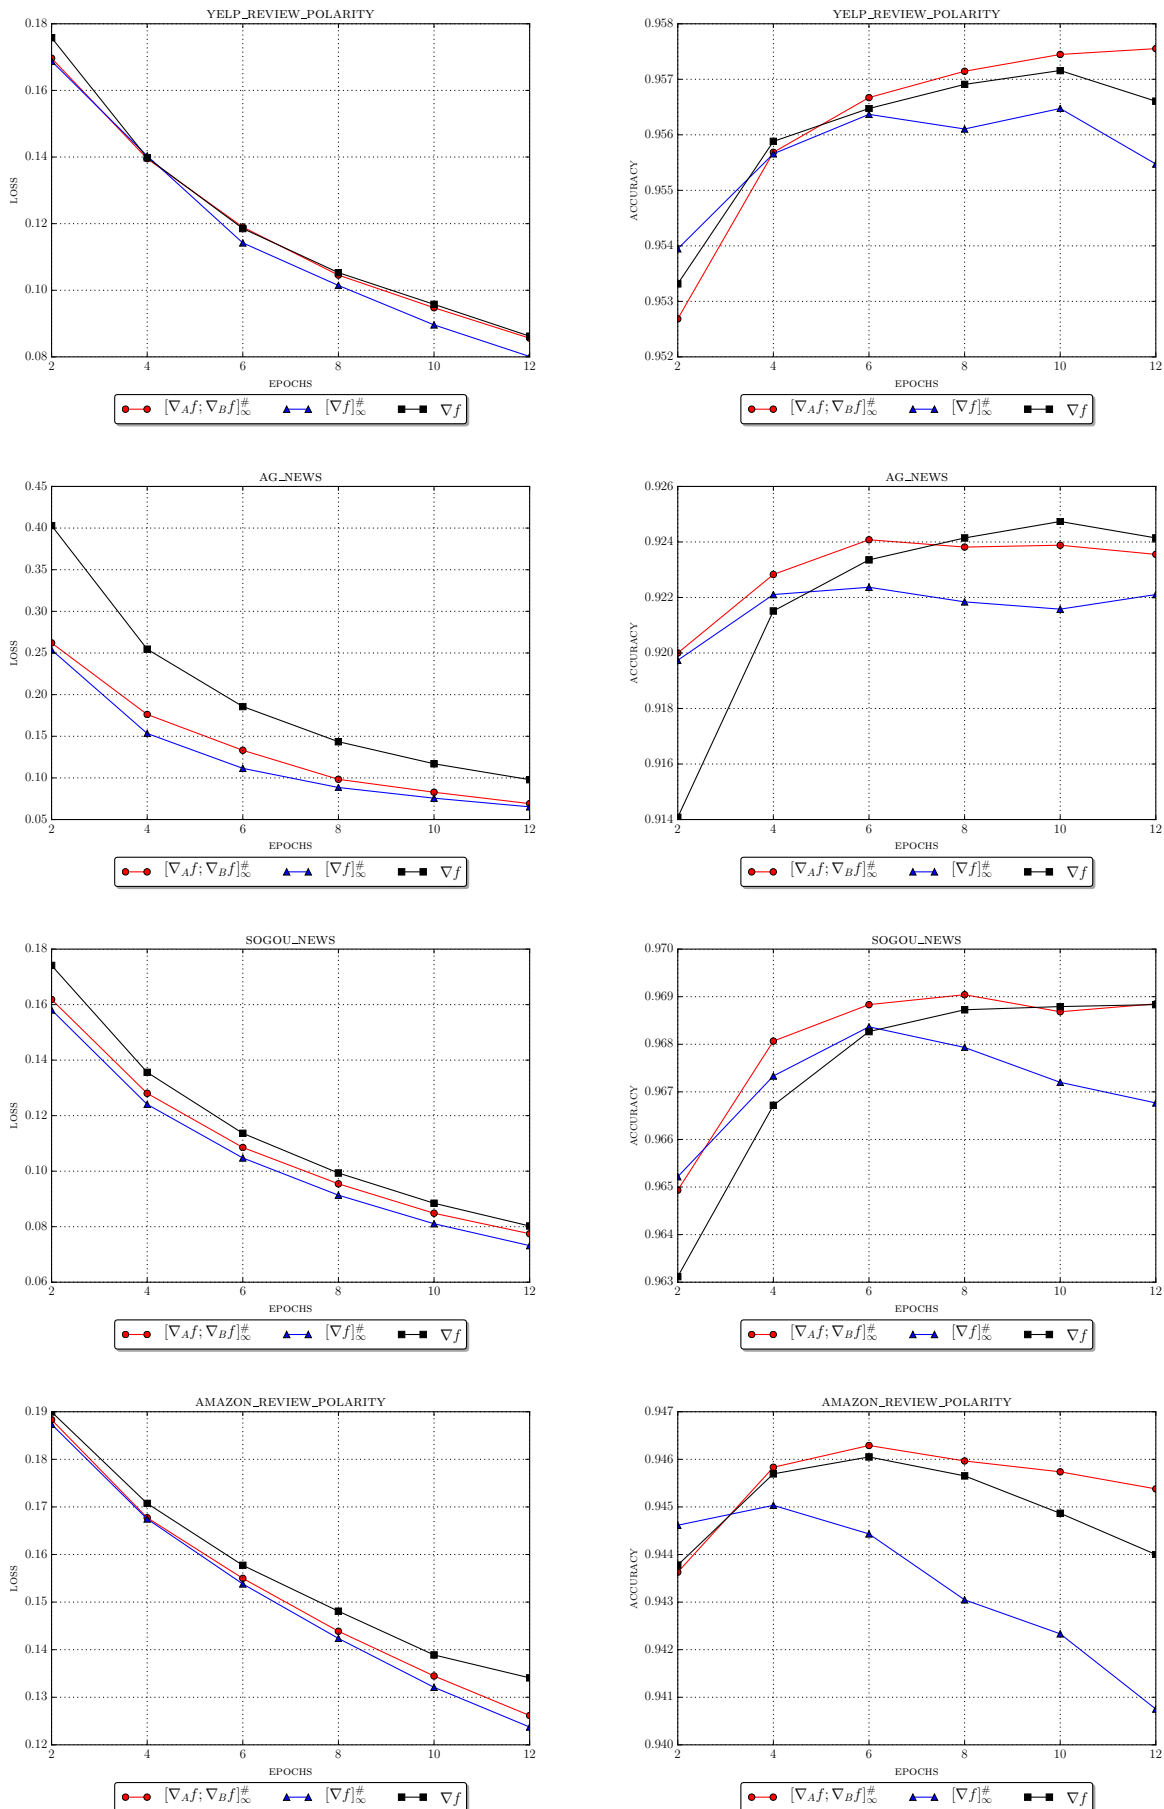 YELP_REVIEW_POLARITY
0.18
0.16
0.14
0.12
0.10
0.08
LOSS
2 4 6 8 10 12
EPOCHS
[∇_A f; ∇_B f]^#_∞ [∇f]^#_∞ ∇f
YELP_REVIEW_POLARITY
0.958
0.957
0.956
0.955
0.954
0.953
0.952
ACCURACY
2 4 6 8 10 12
EPOCHS
[∇_A f; ∇_B f]^#_∞ [∇f]^#_∞ ∇f
AG_NEWS
0.45
0.40
0.35
0.30
0.25
0.20
0.15
0.10
0.05
LOSS
2 4 6 8 10 12
EPOCHS
[∇_A f; ∇_B f]^#_∞ [∇f]^#_∞ ∇f
AG_NEWS
0.926
0.924
0.922
0.920
0.918
0.916
0.914
ACCURACY
2 4 6 8 10 12
EPOCHS
[∇_A f; ∇_B f]^#_∞ [∇f]^#_∞ ∇f
SOGOU_NEWS
0.18
0.16
0.14
0.12
0.10
0.08
0.06
LOSS
2 4 6 8 10 12
EPOCHS
[∇_A f; ∇_B f]^#_∞ [∇f]^#_∞ ∇f
SOGOU_NEWS
0.970
0.969
0.968
0.967
0.966
0.965
0.964
0.963
ACCURACY
2 4 6 8 10 12
EPOCHS
[∇_A f; ∇_B f]^#_∞ [∇f]^#_∞ ∇f
AMAZON_REVIEW_POLARITY
0.19
0.18
0.17
0.16
0.15
0.14
0.13
0.12
LOSS
2 4 6 8 10 12
EPOCHS
[∇_A f; ∇_B f]^#_∞ [∇f]^#_∞ ∇f
AMAZON_REVIEW_POLARITY
0.947
0.946
0.945
0.944
0.943
0.942
0.941
0.940
ACCURACY
2 4 6 8 10 12
EPOCHS
[∇_A f; ∇_B f]^#_∞ [∇f]^#_∞ ∇f